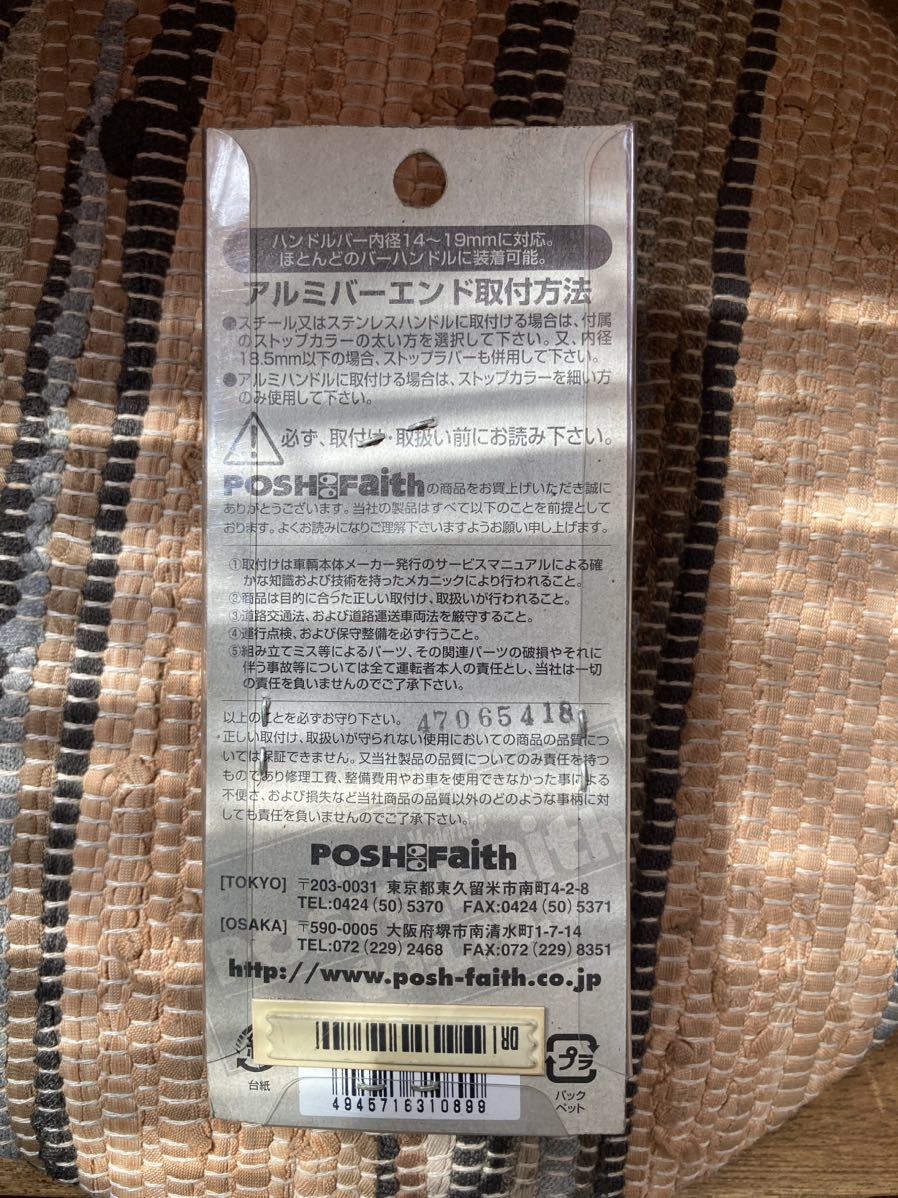 ハンドルバー内径14〜19mmに対応。
ほとんどのバーハンドルに装着可能。
アルミバーエンド取付方法
●スチール又はステンレスハンドルに取付ける場合は、付属
のストップカラーの太い方を選択して下さい。又、内径
18.5mm以下の場合、ストップラバーも併用して下さい。
●アルミハンドルに取付ける場合は、ストップカラーを細い方
のみ使用して下さい。
必ず、取付け・取扱い前にお読み下さい。
POSH Faithの商品をお買上げいただき誠に
ありがとうございます。当社の製品はすべて以下のことを前提として
おります。よくお読みになりご理解下さいますようお願い申し上げます。
①取付けは車輌本体メーカー発行のサービスマニュアルによる確
かな知識および技術を持ったメカニックにより行われること。
②商品は目的に合った正しい取付け、取扱いが行われること。
③道路交通法、および道路運送車両法を厳守すること。
④運行点検、および保守整備を必ず行うこと。
⑤組み立てミス等によるパーツ、その関連パーツの破損やそれに
伴う事故等については全て運転者本人の責任とし、当社は一切
の責任を負いませんのでご了承下さい。
以上のことを必ずお守り下さい。 47065418
正しい取付け、取扱いが守られない使用においての商品の品質につ
いては保証できません。又当社製品の品質についてのみ責任を持つ
ものであり修理工費、整備費用やお車を使用できなかった事による
不便さ、および損失など当社商品の品質以外のどのような事柄に対
しても責任を負いませんのでご了承下さい。
POSH Faith
[TOKYO] 〒203-0031 東京都東久留米市南町4-2-8
TEL:0424(50)5370 FAX:0424(50)5371
[OSAKA] 〒590-0005 大阪府堺市南清水町1-7-14
TEL:072(229)2468 FAX:072(229)8351
http://www.posh-faith.co.jp
DR
プラ
台紙
パック
ペット
4945716310899